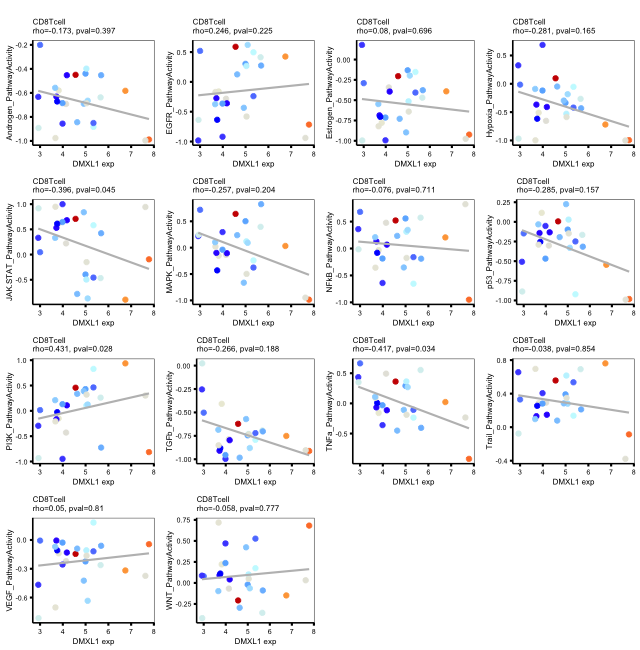 CD8Tcell
rho=-0.173, pval=0.397
Androgen_PathwayActivity
-0.2
-0.4
-0.6
-0.8
-1.0
3 4 5 6 7 8
DMXL1 exp
CD8Tcell
rho=0.246, pval=0.225
EGFR_PathwayActivity
0.5
0.0
-0.5
-1.0
3 4 5 6 7 8
DMXL1 exp
CD8Tcell
rho=0.08, pval=0.696
Estrogen_PathwayActivity
0.00
-0.25
-0.50
-0.75
-1.00
3 4 5 6 7 8
DMXL1 exp
CD8Tcell
rho=-0.281, pval=0.165
Hypoxia_PathwayActivity
0.5
0.0
-0.5
-1.0
3 4 5 6 7 8
DMXL1 exp
CD8Tcell
rho=-0.396, pval=0.045
JAK-STAT_PathwayActivity
1.0
0.5
0.0
-0.5
3 4 5 6 7 8
DMXL1 exp
CD8Tcell
rho=-0.257, pval=0.204
MAPK_PathwayActivity
0.5
0.0
-0.5
-1.0
3 4 5 6 7 8
DMXL1 exp
CD8Tcell
rho=-0.076, pval=0.711
NFkB_PathwayActivity
0.5
0.0
-0.5
-1.0
3 4 5 6 7 8
DMXL1 exp
CD8Tcell
rho=-0.285, pval=0.157
p53_PathwayActivity
0.25
0.00
-0.25
-0.50
-0.75
-1.00
3 4 5 6 7 8
DMXL1 exp
CD8Tcell
rho=0.431, pval=0.028
PI3K_PathwayActivity
1.0
0.5
0.0
-0.5
-1.0
3 4 5 6 7 8
DMXL1 exp
CD8Tcell
rho=-0.266, pval=0.188
TGFb_PathwayActivity
0.00
-0.25
-0.50
-0.75
-1.00
3 4 5 6 7 8
DMXL1 exp
CD8Tcell
rho=-0.417, pval=0.034
TNFa_PathwayActivity
0.5
0.0
-0.5
3 4 5 6 7 8
DMXL1 exp
CD8Tcell
rho=-0.038, pval=0.854
Trail_PathwayActivity
0.8
0.4
0.0
-0.4
3 4 5 6 7 8
DMXL1 exp
CD8Tcell
rho=0.05, pval=0.81
VEGF_PathwayActivity
0.0
-0.3
-0.6
3 4 5 6 7 8
DMXL1 exp
CD8Tcell
rho=-0.058, pval=0.777
WNT_PathwayActivity
0.75
0.50
0.25
0.00
-0.25
3 4 5 6 7 8
DMXL1 exp